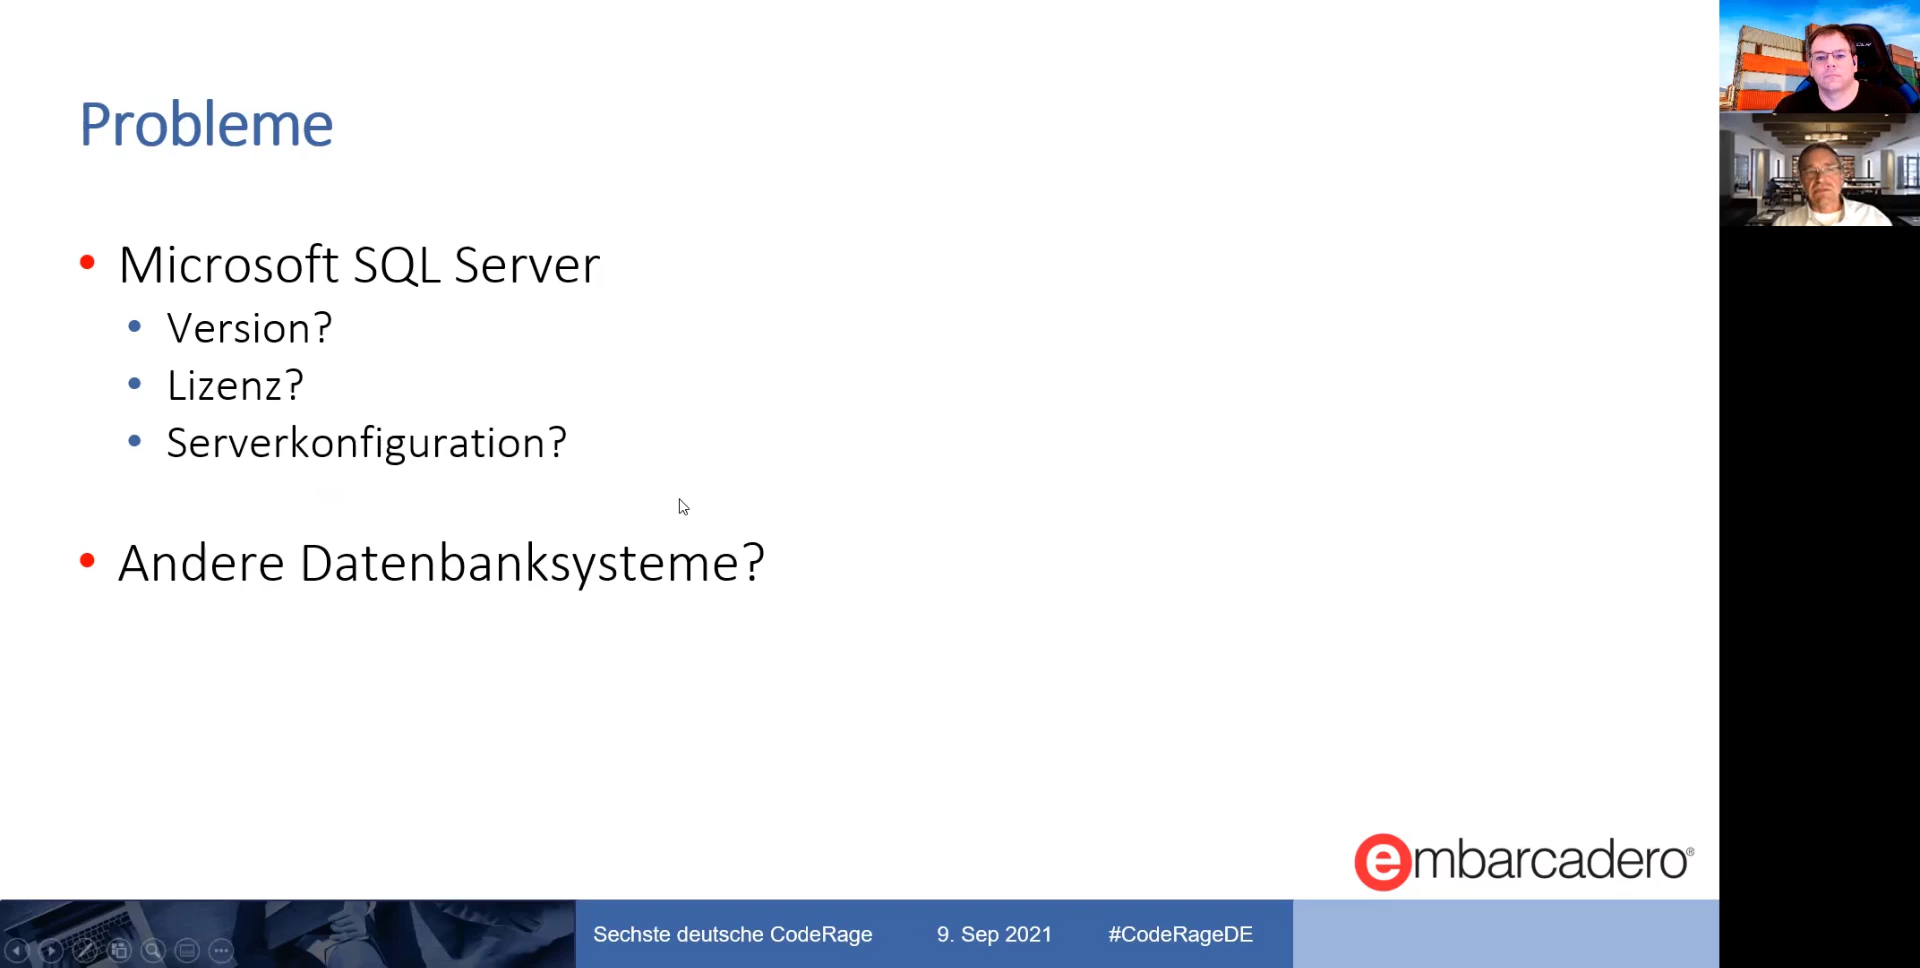 Probleme
Microsoft SQL Server
Version?
Lizenz?
Serverkonfiguration?
Andere Datenbanksysteme?
embarcadero®
Sechste deutsche CodeRage 9. Sep 2021 #CodeRageDE